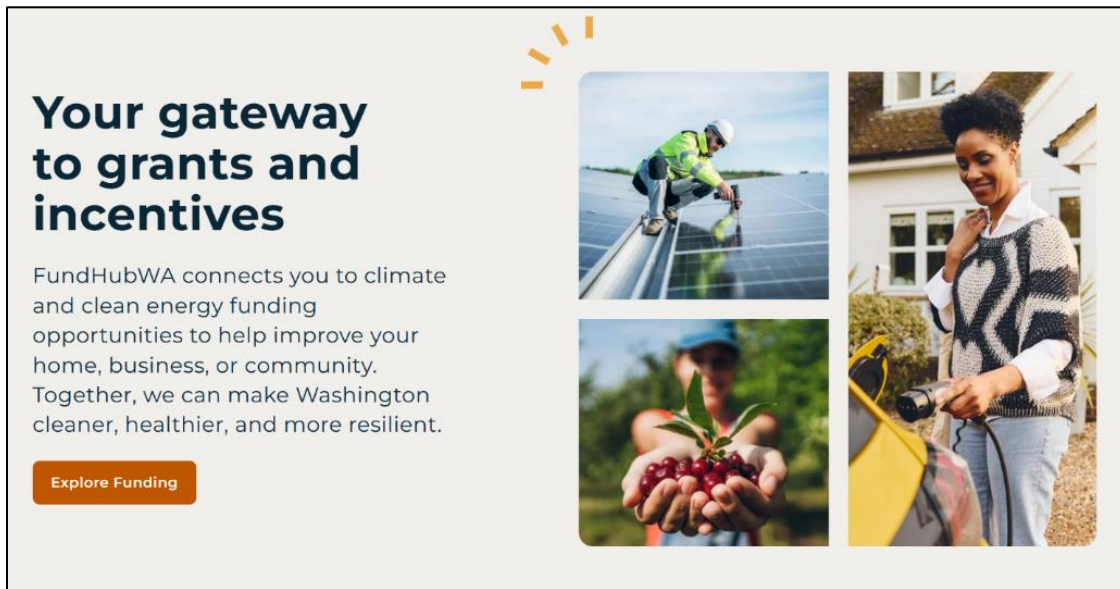 Your gateway
to grants and
incentives
FundHubWA connects you to climate
and clean energy funding
opportunities to help improve your
home, business, or community.
Together, we can make Washington
cleaner, healthier, and more resilient.
Explore Funding